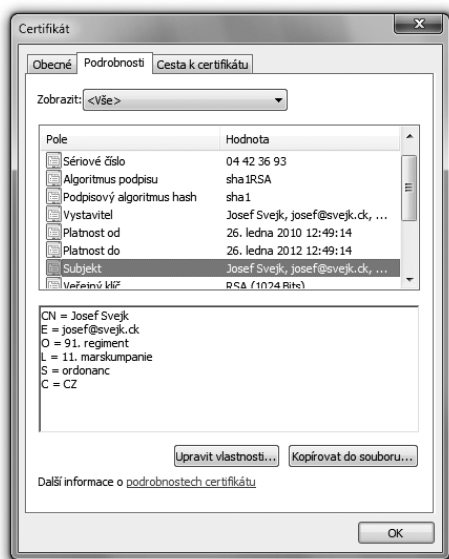 Certifikát
Obecné Podrobnosti Cesta k certifikátu
Zobrazit: <Vše>
Pole Hodnota
Sériové číslo 04 42 36 93
Algoritmus podpisu sha1RSA
Podpisový algoritmus hash sha1
Vystavitel Josef Svejk, josef@svejk.ck, ...
Platnost od 26. ledna 2010 12:49:14
Platnost do 26. ledna 2012 12:49:14
Subjekt Josef Svejk, josef@svejk.ck, ...
Veřejný klíč RSA (1024 Bits)
CN = Josef Svejk
E = josef@svejk.ck
O = 91. regiment
L = 11. marskumpanie
S = ordonanc
C = CZ
Upravit vlastnosti... Kopírovat do souboru...
Další informace o podrobnostech certifikátu
OK